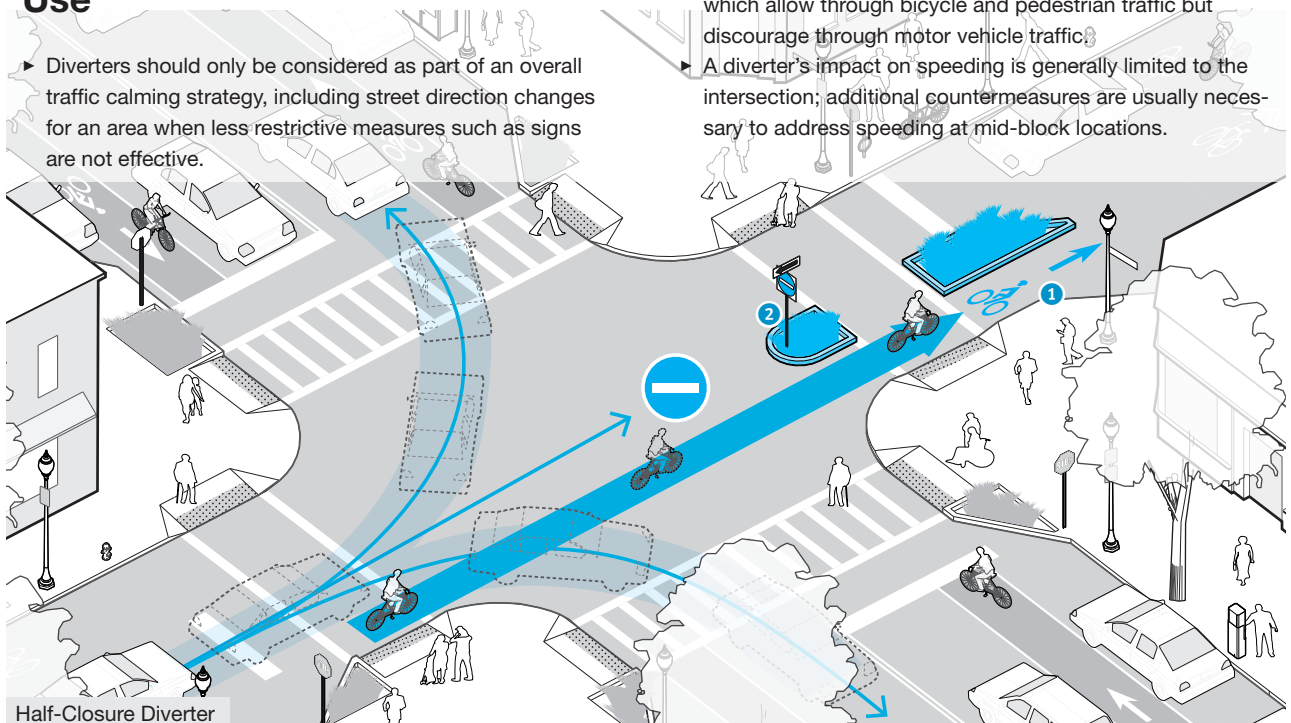 Use
► Diverters should only be considered as part of an overall
traffic calming strategy, including street direction changes
for an area when less restrictive measures such as signs
are not effective.
which allow through bicycle and pedestrian traffic but
discourage through motor vehicle traffic.
► A diverter’s impact on speeding is generally limited to the
intersection; additional countermeasures are usually neces-
sary to address speeding at mid-block locations.
1
2
Half-Closure Diverter